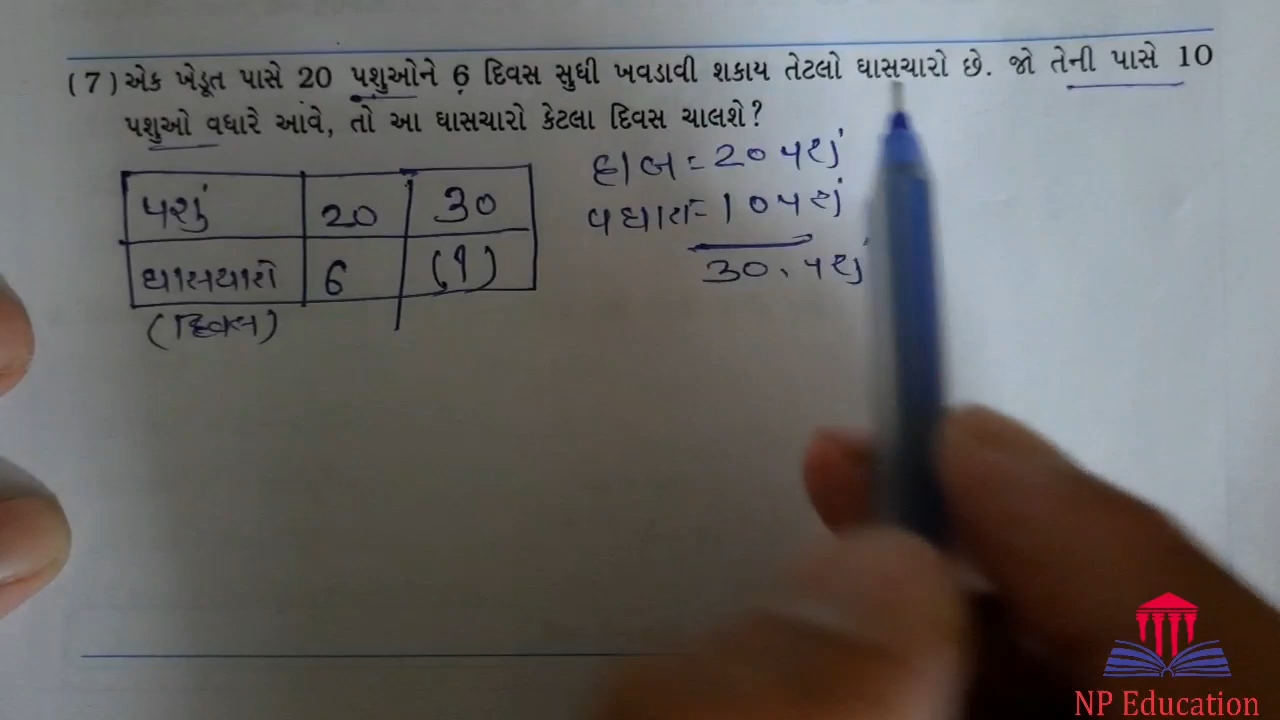 (7) એક ખેડૂત પાસે 20 પશુઓને 6 દિવસ સુધી ખવડાવી શકાય તેટલો ઘાસચારો છે. જો તેની પાસે 10
પશુઓ વધારે આવે, તો આ ઘાસચારો કેટલા દિવસ ચાલશે?
હાલ = 20 પશું
વધારા = 10 પશું
30. પશું
પશું 20 30
ઘાસચારો 6 (?)
(દિવસ)
NP Education